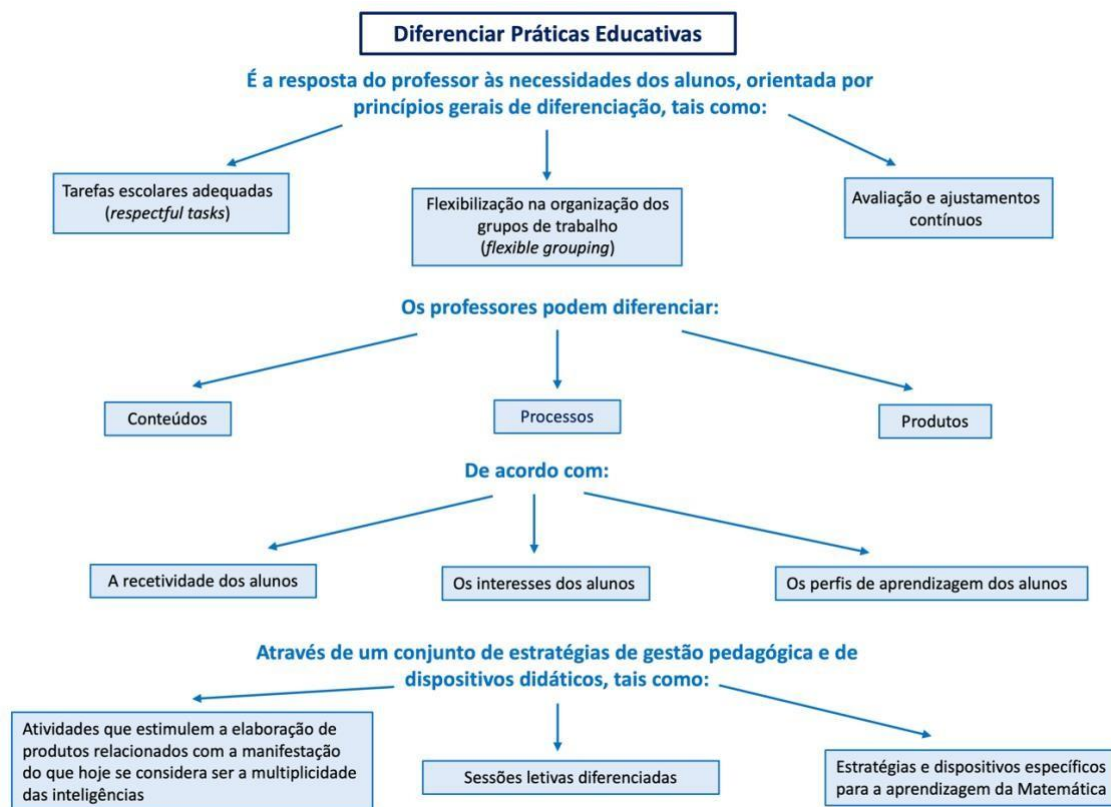 Diferenciar Práticas Educativas
É a resposta do professor às necessidades dos alunos, orientada por
princípios gerais de diferenciação, tais como:
Tarefas escolares adequadas
(respectful tasks)
Flexibilização na organização dos
grupos de trabalho
(flexible grouping)
Avaliação e ajustamentos
contínuos
Os professores podem diferenciar:
Conteúdos
Processos
Produtos
De acordo com:
A recetividade dos alunos
Os interesses dos alunos
Os perfis de aprendizagem dos alunos
Através de um conjunto de estratégias de gestão pedagógica e de
dispositivos didáticos, tais como:
Atividades que estimulem a elaboração de
produtos relacionados com a manifestação
do que hoje se considera ser a multiplicidade
das inteligências
Sessões letivas diferenciadas
Estratégias e dispositivos específicos
para a aprendizagem da Matemática